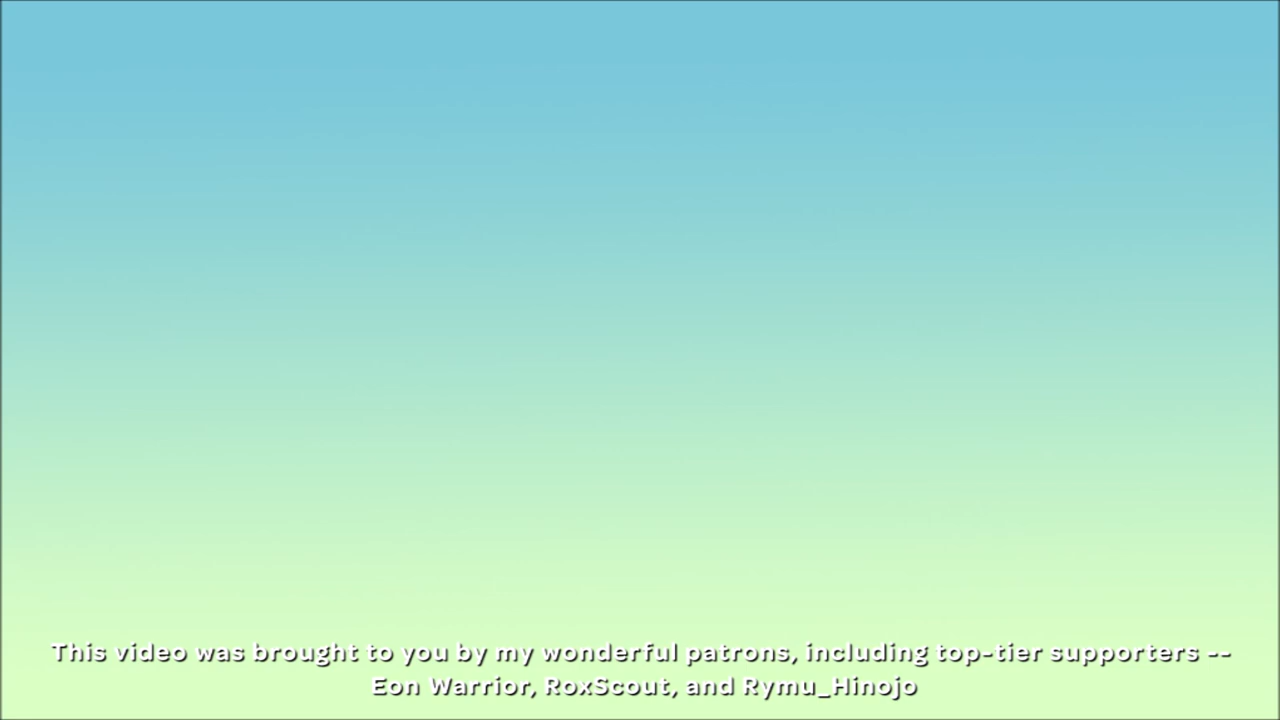 This video was brought to you by my wonderful patrons, including top-tier supporters --
Eon Warrior, RoxScout, and Rymu_Hinojo